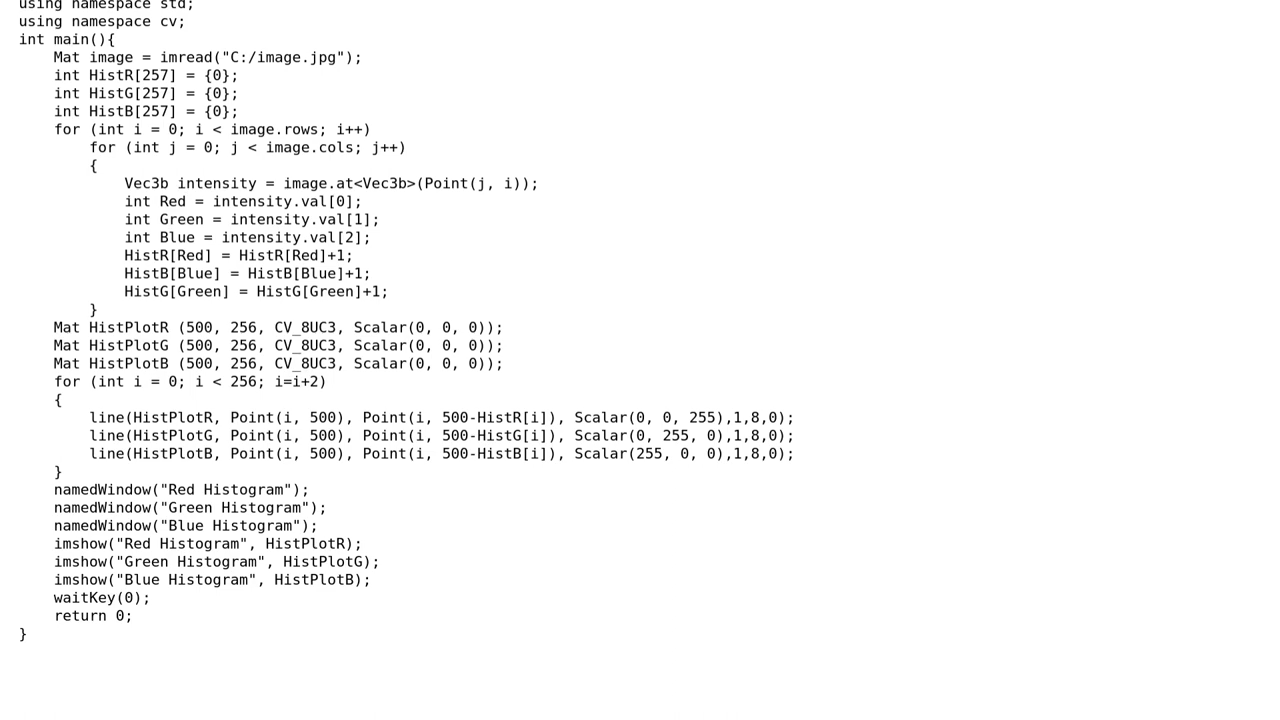 using namespace std;
using namespace cv;
int main(){
    Mat image = imread("C:/image.jpg");
    int HistR[257] = {0};
    int HistG[257] = {0};
    int HistB[257] = {0};
    for (int i = 0; i < image.rows; i++)
        for (int j = 0; j < image.cols; j++)
        {
            Vec3b intensity = image.at<Vec3b>(Point(j, i));
            int Red = intensity.val[0];
            int Green = intensity.val[1];
            int Blue = intensity.val[2];
            HistR[Red] = HistR[Red]+1;
            HistB[Blue] = HistB[Blue]+1;
            HistG[Green] = HistG[Green]+1;
        }
    Mat HistPlotR (500, 256, CV_8UC3, Scalar(0, 0, 0));
    Mat HistPlotG (500, 256, CV_8UC3, Scalar(0, 0, 0));
    Mat HistPlotB (500, 256, CV_8UC3, Scalar(0, 0, 0));
    for (int i = 0; i < 256; i=i+2)
    {
        line(HistPlotR, Point(i, 500), Point(i, 500-HistR[i]), Scalar(0, 0, 255),1,8,0);
        line(HistPlotG, Point(i, 500), Point(i, 500-HistG[i]), Scalar(0, 255, 0),1,8,0);
        line(HistPlotB, Point(i, 500), Point(i, 500-HistB[i]), Scalar(255, 0, 0),1,8,0);
    }
    namedWindow("Red Histogram");
    namedWindow("Green Histogram");
    namedWindow("Blue Histogram");
    imshow("Red Histogram", HistPlotR);
    imshow("Green Histogram", HistPlotG);
    imshow("Blue Histogram", HistPlotB);
    waitKey(0);
    return 0;
}